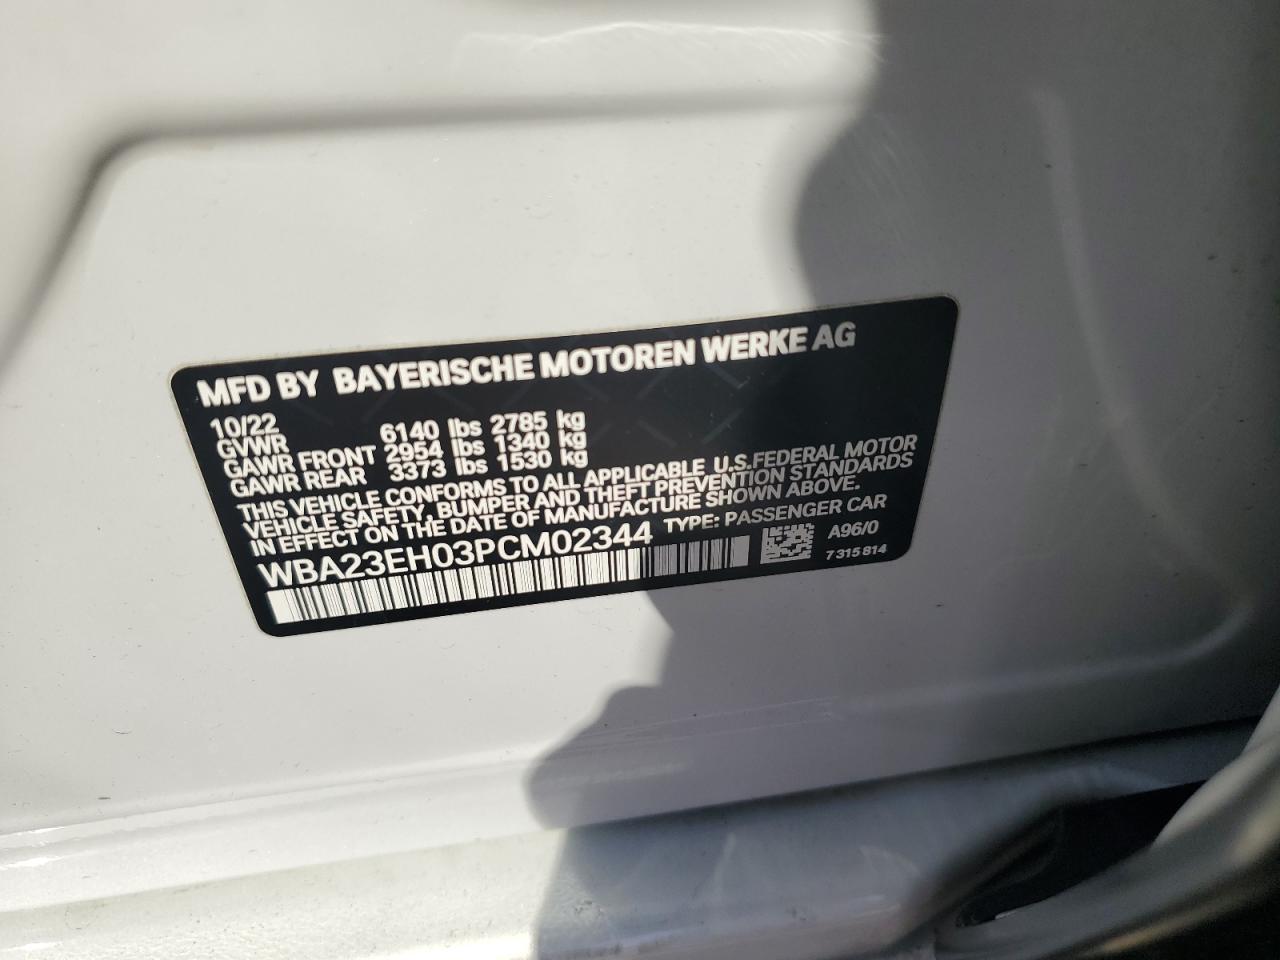 MFD BY BAYERISCHE MOTOREN WERKE AG
10/22
GVWR 6140 lbs 2785 kg
GAWR FRONT 2954 lbs 1340 kg
GAWR REAR 3373 lbs 1530 kg
THIS VEHICLE CONFORMS TO ALL APPLICABLE U.S.FEDERAL MOTOR
VEHICLE SAFETY, BUMPER AND THEFT PREVENTION STANDARDS
IN EFFECT ON THE DATE OF MANUFACTURE SHOWN ABOVE.
WBA23EH03PCM02344 TYPE: PASSENGER CAR
A96/0
7 315 814